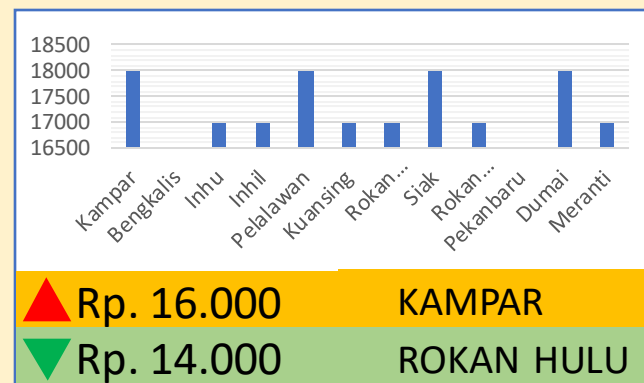 18500
18000
17500
17000
16500
Kampar
Bengkalis
Inhu
Inhil
Pelalawan
Kuansing
Rokan...
Siak
Rokan...
Pekanbaru
Dumai
Meranti
Rp. 16.000 KAMPAR
Rp. 14.000 ROKAN HULU